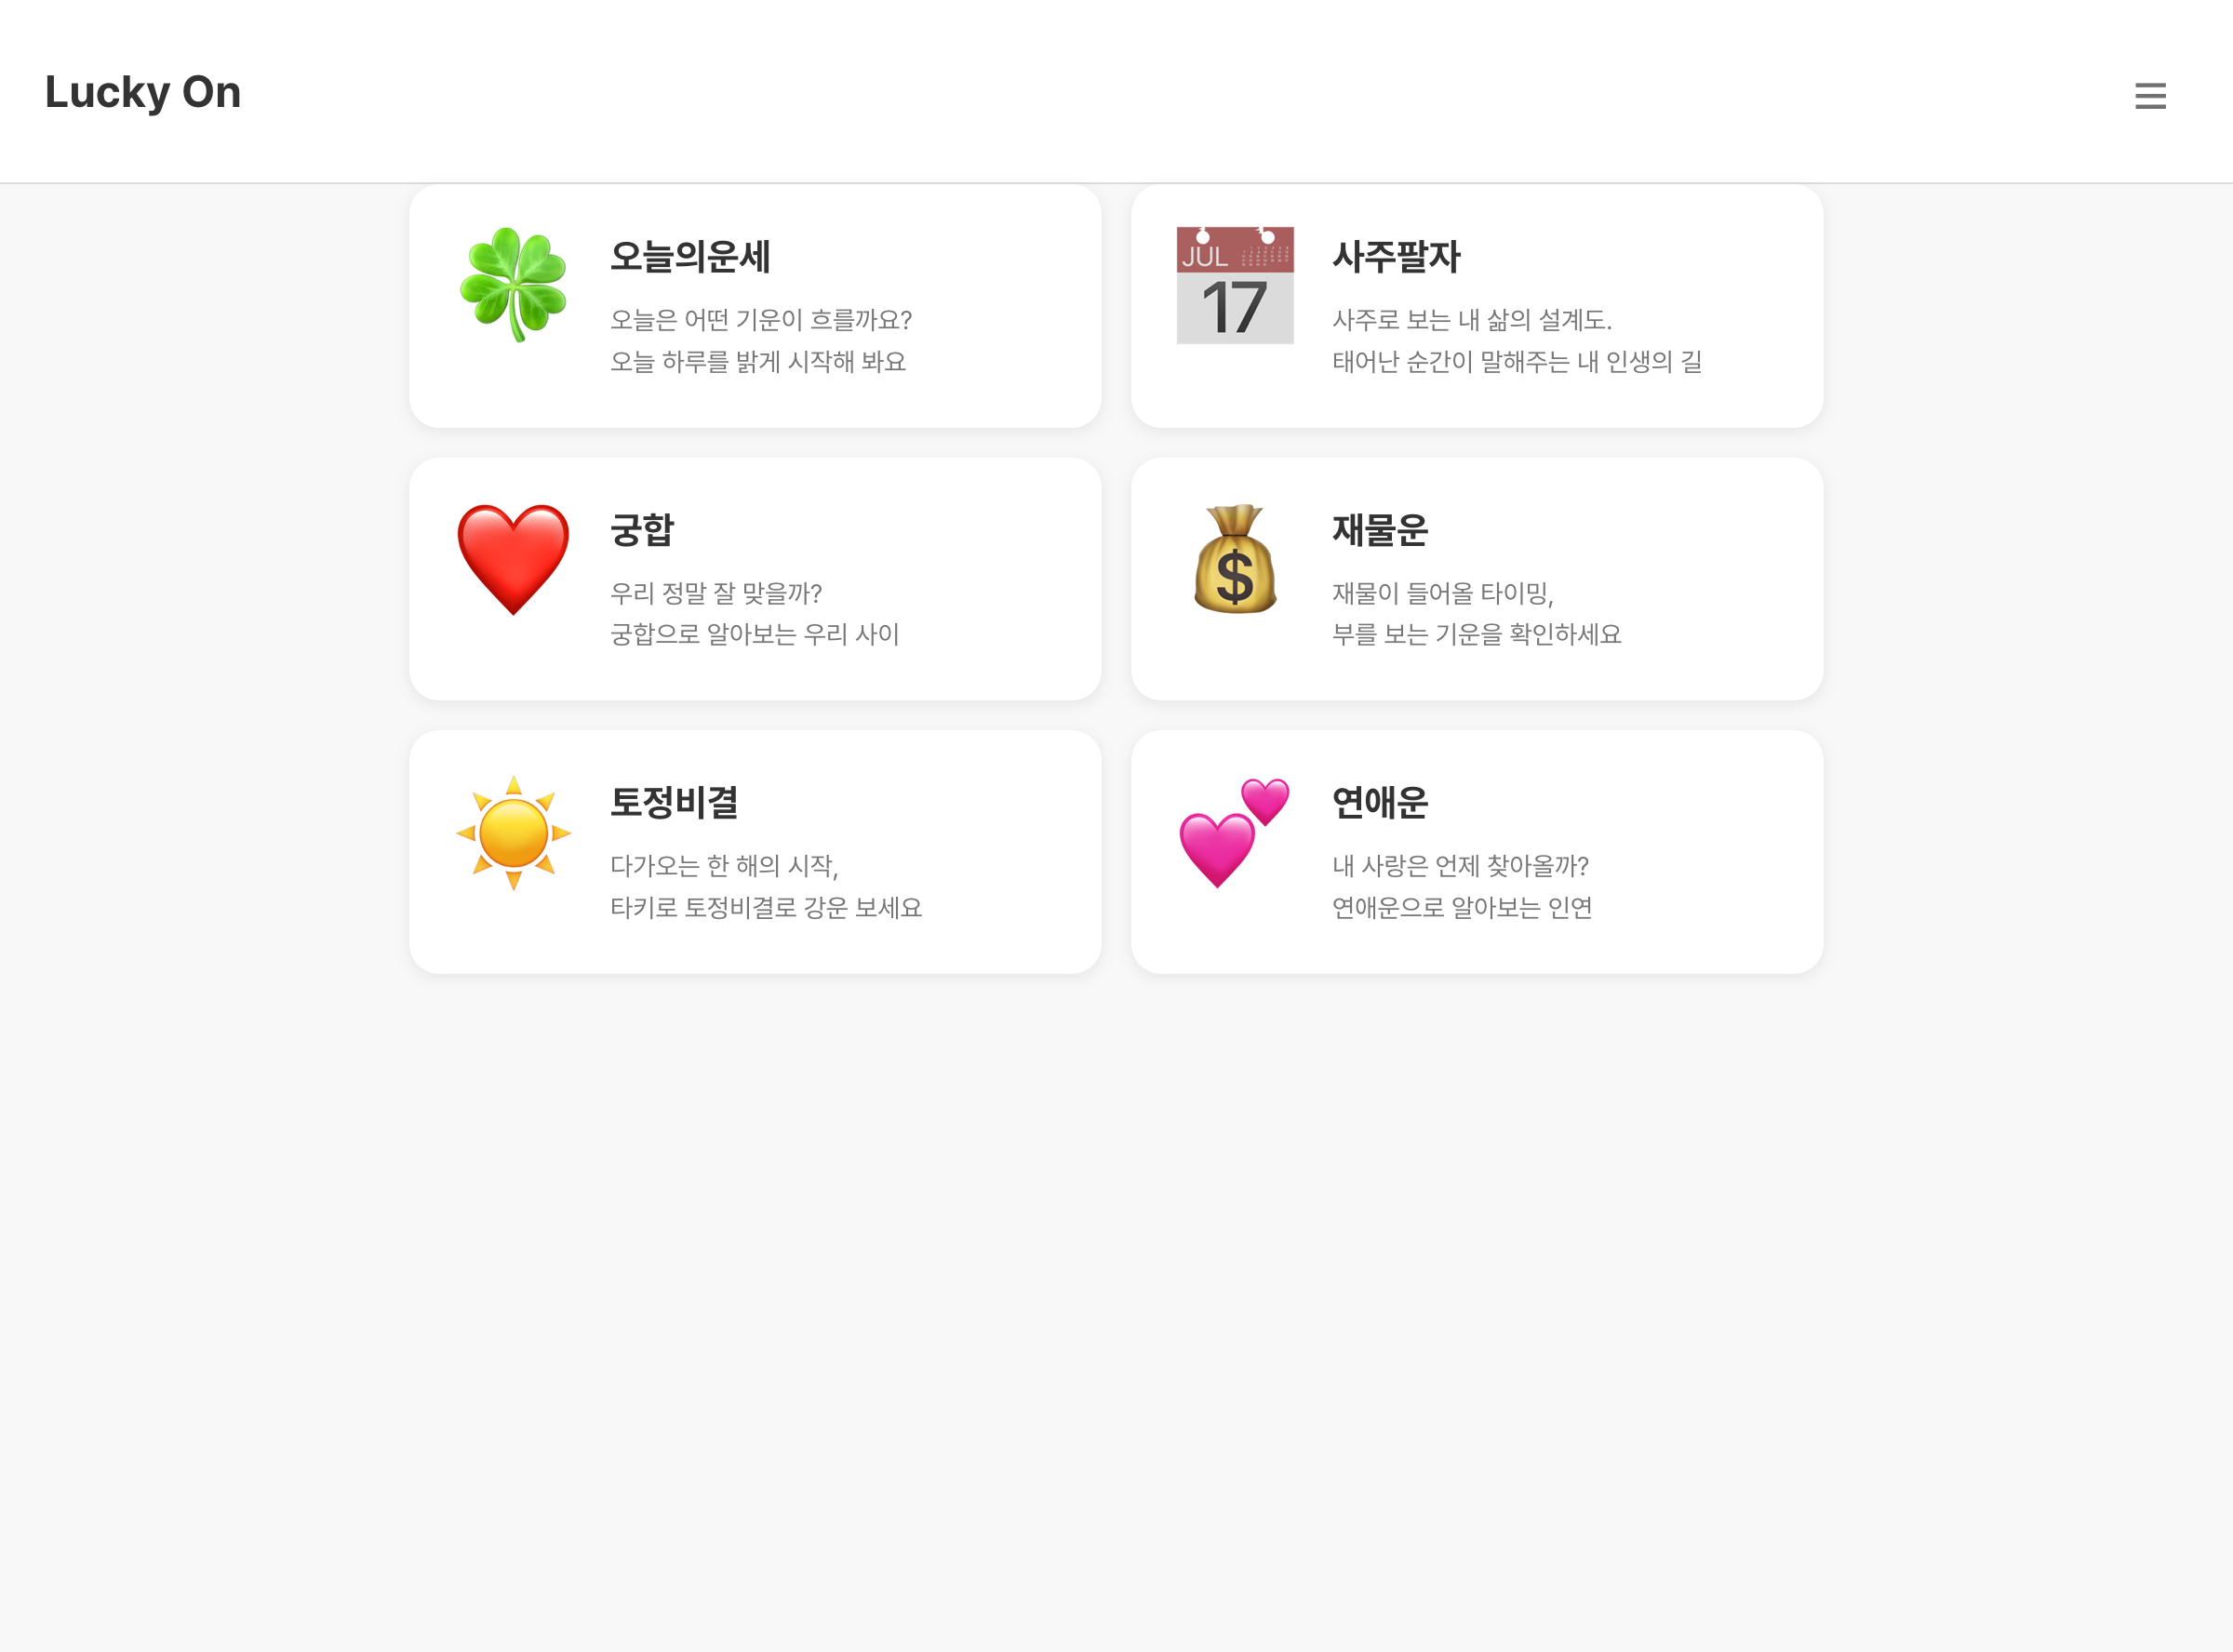 Lucky On
오늘의운세
오늘은 어떤 기운이 흐를까요?
오늘 하루를 밝게 시작해 봐요
JUL
17
사주팔자
사주로 보는 내 삶의 설계도.
태어난 순간이 말해주는 내 인생의 길
궁합
우리 정말 잘 맞을까?
궁합으로 알아보는 우리 사이
$
재물운
재물이 들어올 타이밍,
부를 보는 기운을 확인하세요
토정비결
다가오는 한 해의 시작,
타키로 토정비결로 강운 보세요
연애운
내 사랑은 언제 찾아올까?
연애운으로 알아보는 인연